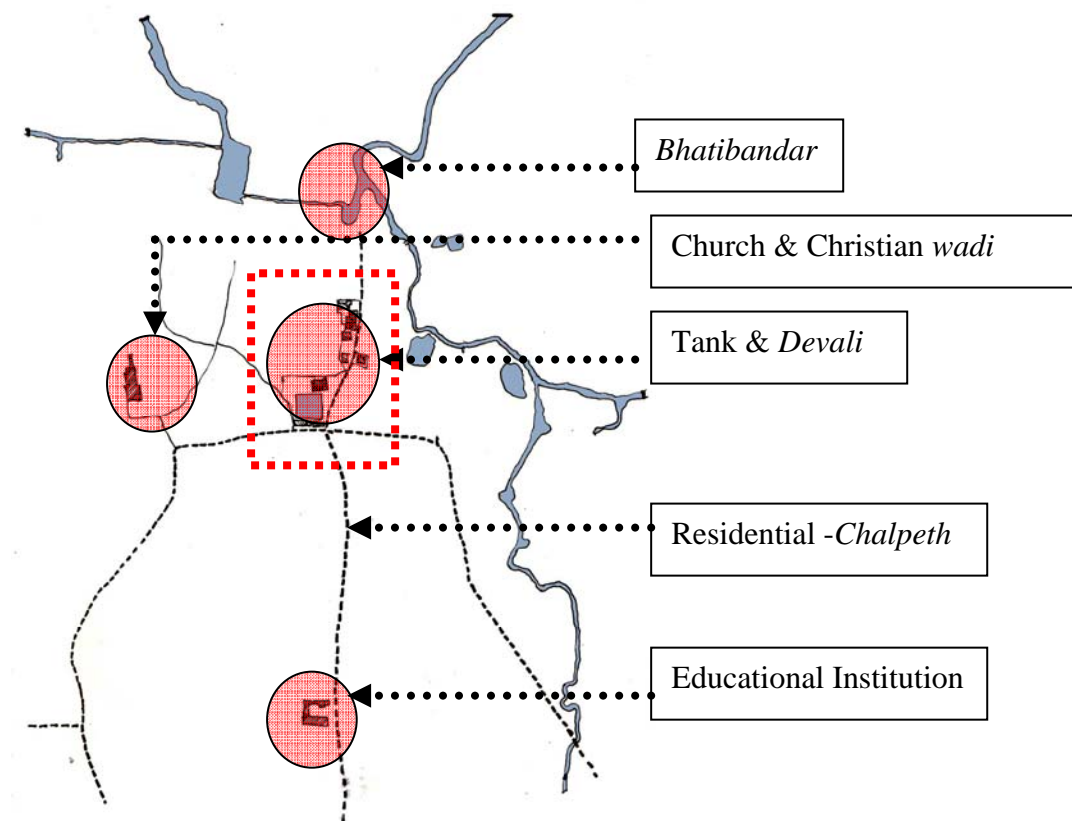 Bhatibandar
Church & Christian wadi
Tank & Devali
Residential -Chalpeth
Educational Institution